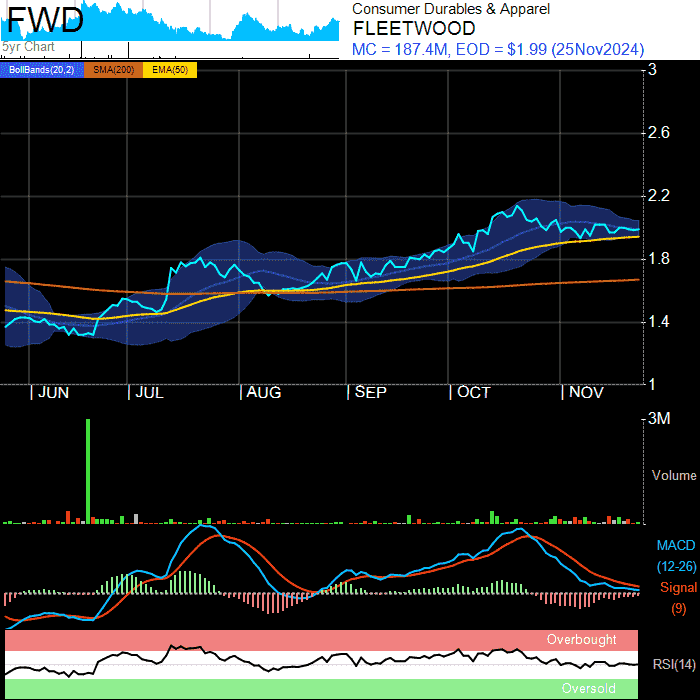 FWD
5yr Chart
Consumer Durables & Apparel
FLEETWOOD
MC = 187.4M, EOD = $1.99 (25Nov2024)
BollBands(20,2) SMA(200) EMA(50)
3
2.6
2.2
1.8
1.4
1
JUN JUL AUG SEP OCT NOV
3M
Volume
MACD
(12-26)
Signal
(9)
Overbought
RSI(14)
Oversold